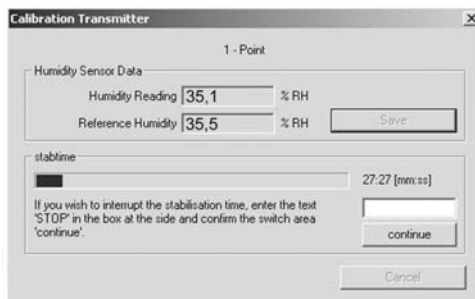 Calibration Transmitter
1 - Point
Humidity Sensor Data
Humidity Reading 35,1 % RH
Reference Humidity 35,5 % RH
Save
stabtime
27:27 [mm:ss]
If you wish to interrupt the stabilisation time, enter the text
'STOP' in the box at the side and confirm the switch area
'continue'.
continue
Cancel